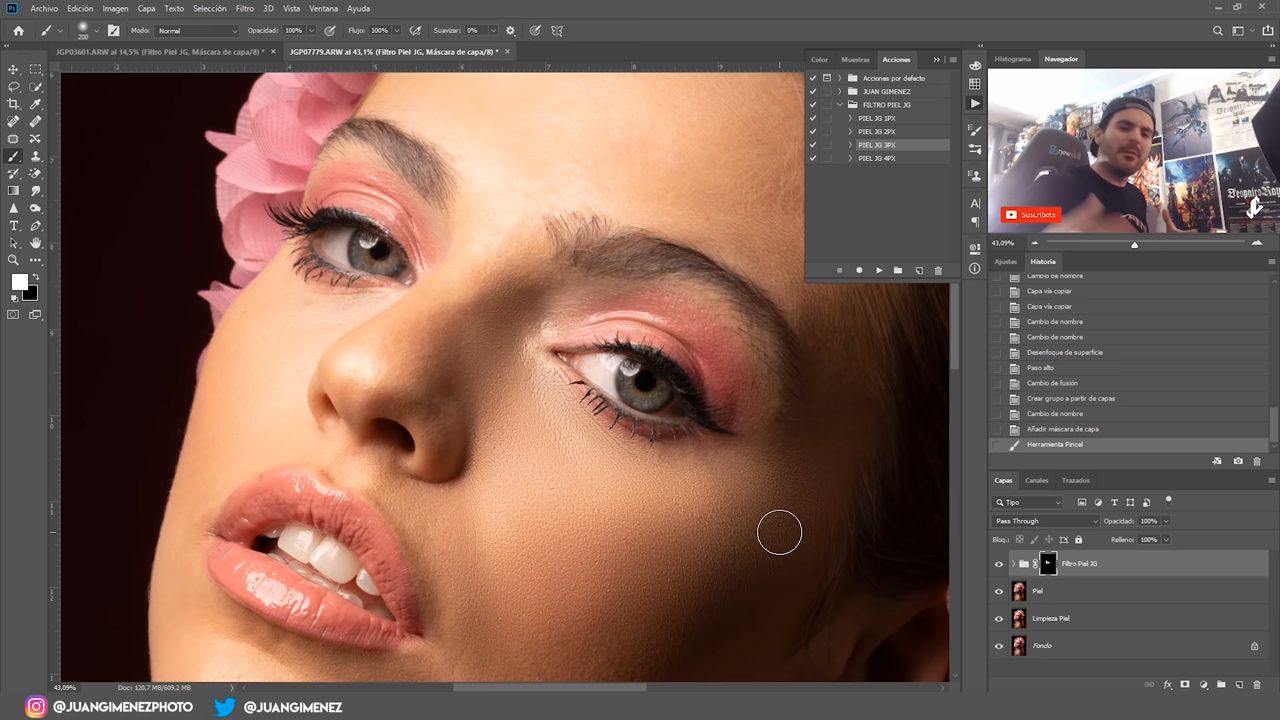 Archivo Edición Imagen Capa Texto Selección Filtro 3D Vista Ventana Ayuda
200 Modo: Normal Opacidad: 100% Flujo: 100% Suavizar: 0%
JGP03601.ARW al 14,5% (Filtro Piel JG, Máscara de capa/8) * JGP07779.ARW al 43,1% (Filtro Piel JG, Máscara de capa/8) *
Color Muestras Acciones
Acciones por defecto
JUAN GIMENEZ
FILTRO PIEL JG
PIEL JG 1PX
PIEL JG 2PX
PIEL JG 3PX
PIEL JG 4PX
Histograma Navegador
newskill
Suscríbete
43,09%
Ajustes Historia
Cambio de nombre
Capa vía copiar
Capa vía copiar
Cambio de nombre
Cambio de nombre
Desenfoque de superficie
Paso alto
Cambio de fusión
Crear grupo a partir de capas
Cambio de nombre
Añadir máscara de capa
Herramienta Pincel
Capas Canales Trazados
Tipo
Pass Through Opacidad: 100%
Bloq.: Relleno: 100%
Filtro Piel JG
Piel
Limpieza Piel
Fondo
43,09% Doc: 120,7 MB/609,2 MB
@JUANGIMENEZPHOTO @JUANGIMENEZ